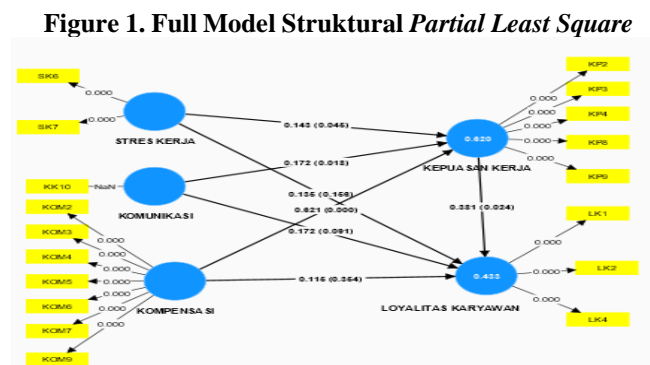 Figure 1. Full Model Struktural Partial Least Square
SK6
0.000
SK7
0.000
STRES KERJA
KK10
NaN
KOMUNIKASI
KOM2
KOM3
KOM4
KOM5
KOM6
KOM7
KOM9
0.000
0.000
0.000
0.000
0.000
0.000
0.000
KOMPENSASI
0.143 (0.045)
0.172 (0.018)
0.135 (0.156)
0.621 (0.000)
0.172 (0.091)
0.115 (0.354)
0.620
KEPUASAN KERJA
0.381 (0.024)
0.433
LOYALITAS KARYAWAN
KP2
KP3
KP4
KP8
KP9
0.000
0.000
0.000
0.000
0.000
LK1
LK2
LK4
0.000
0.000
0.000